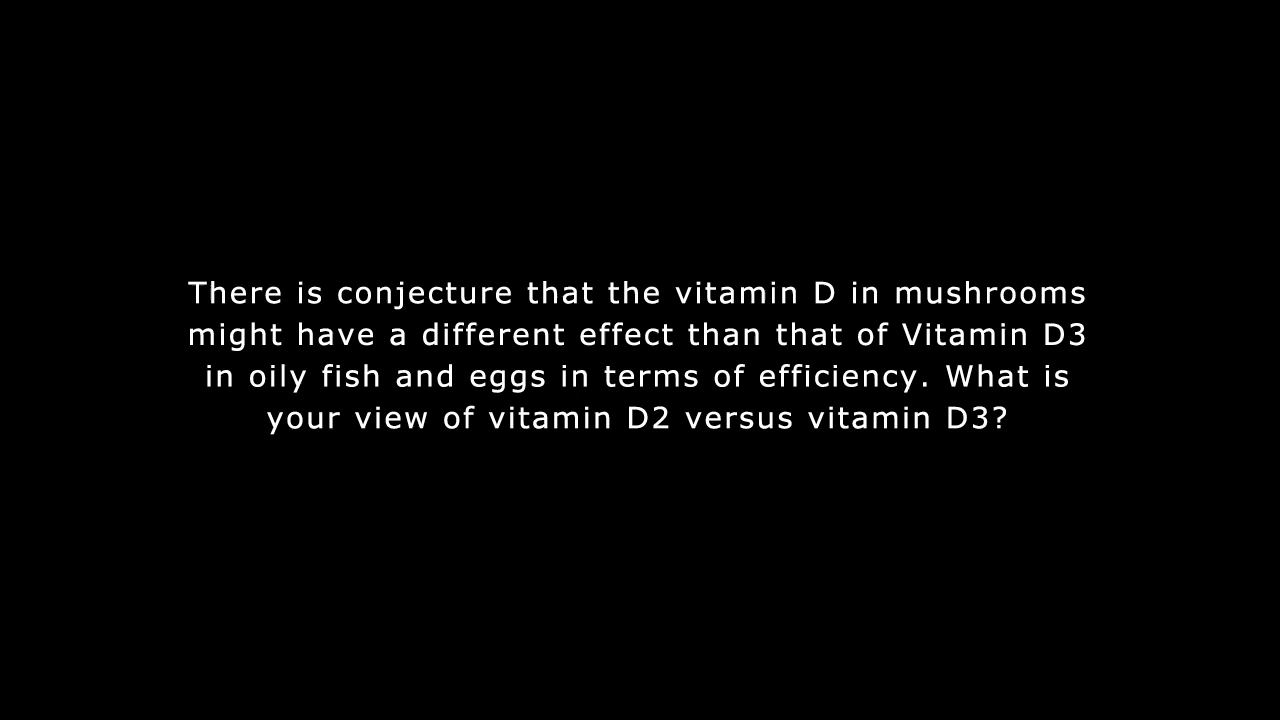 There is conjecture that the vitamin D in mushrooms
might have a different effect than that of Vitamin D3
in oily fish and eggs in terms of efficiency. What is
your view of vitamin D2 versus vitamin D3?